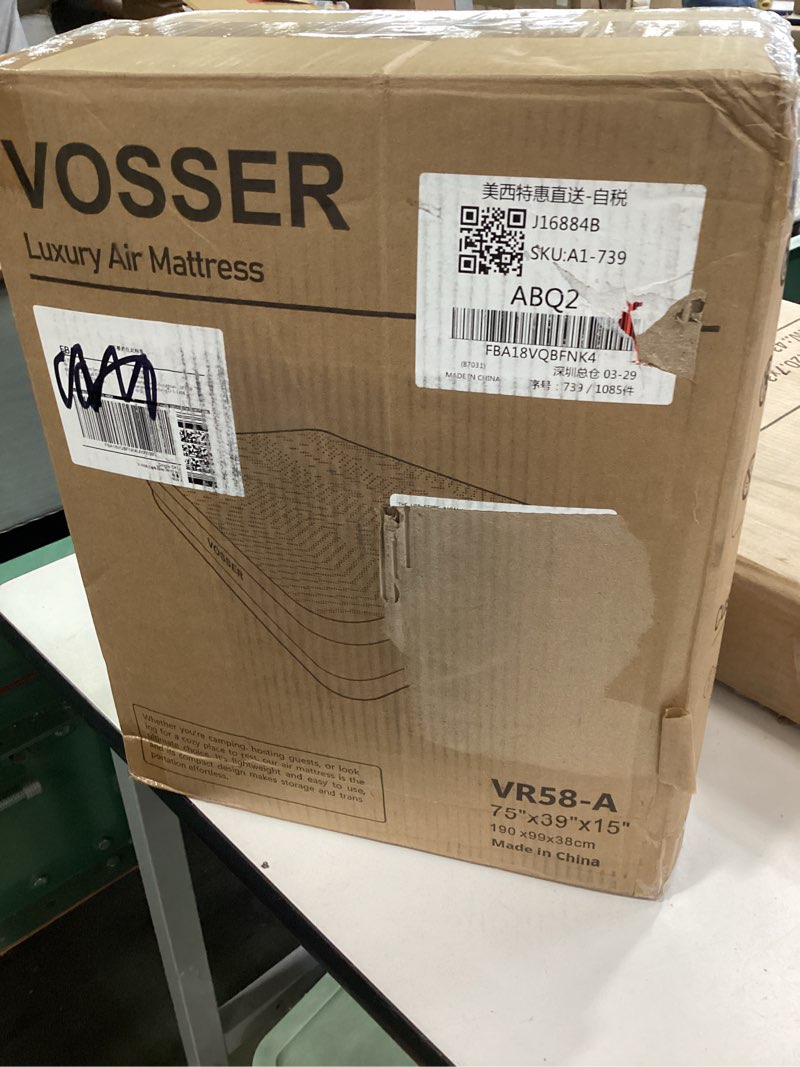 VOSSER
Luxury Air Mattress
美西特惠直送-自税
J16884B
SKU:A1-739
ABQ2
FBA18VQBFNK4
(87031)
MADE IN CHINA
深圳总仓 03-29
序号 : 739 / 1085件
VOSSER
Whether you're camping, hosting guests, or look
ing for a cozy place to rest, our air mattress is the
ultimate choice. It's lightweight and easy to use,
and its compact design makes storage and trans
portation effortless.
VR58-A
75"x39"x15"
190 x99x38cm
Made in China